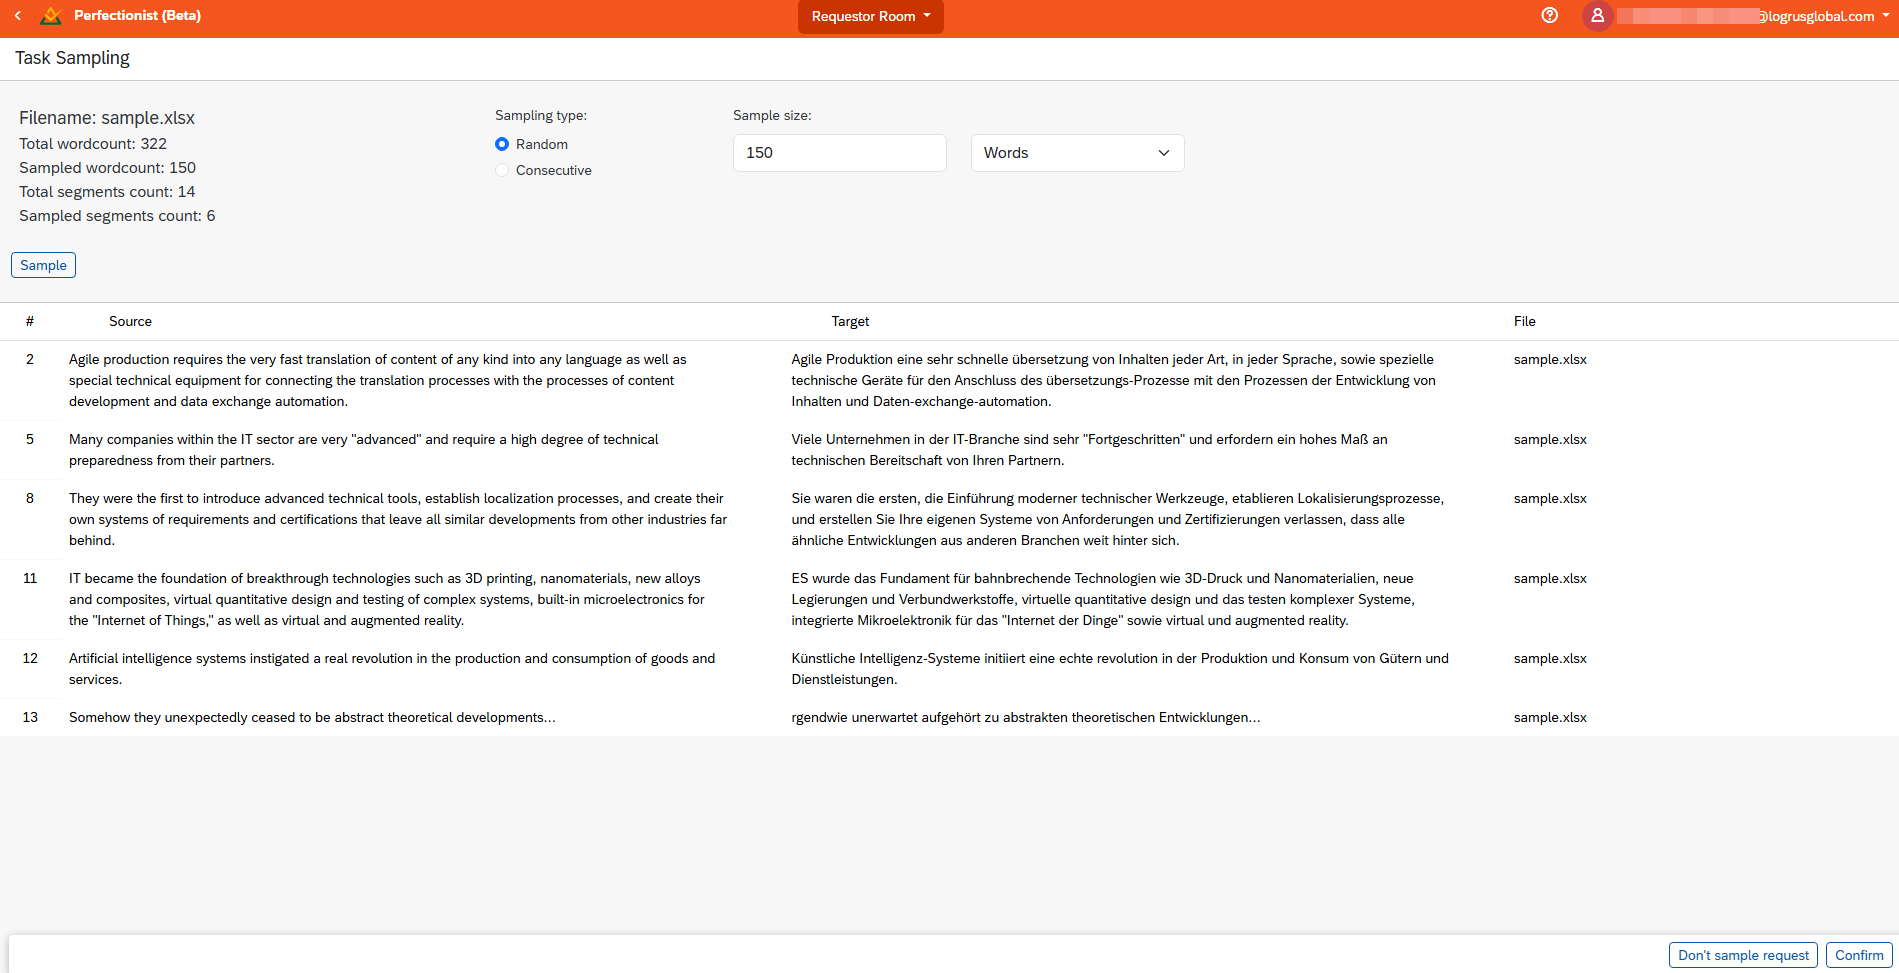 Perfectionist (Beta)
Requestor Room
@logrusglobal.com
Task Sampling
Filename: sample.xlsx
Total wordcount: 322
Sampled wordcount: 150
Total segments count: 14
Sampled segments count: 6
Sampling type:
Random
Consecutive
Sample size:
150
Words
Sample
# Source Target File
2
Agile production requires the very fast translation of content of any kind into any language as well as
special technical equipment for connecting the translation processes with the processes of content
development and data exchange automation.
Agile Produktion eine sehr schnelle übersetzung von Inhalten jeder Art, in jeder Sprache, sowie spezielle
technische Geräte für den Anschluss des übersetzungs-Prozesse mit den Prozessen der Entwicklung von
Inhalten und Daten-exchange-automation.
sample.xlsx
5
Many companies within the IT sector are very "advanced" and require a high degree of technical
preparedness from their partners.
Viele Unternehmen in der IT-Branche sind sehr "Fortgeschritten" und erfordern ein hohes Maß an
technischen Bereitschaft von Ihren Partnern.
sample.xlsx
8
They were the first to introduce advanced technical tools, establish localization processes, and create their
own systems of requirements and certifications that leave all similar developments from other industries far
behind.
Sie waren die ersten, die Einführung moderner technischer Werkzeuge, etablieren Lokalisierungsprozesse,
und erstellen Sie Ihre eigenen Systeme von Anforderungen und Zertifizierungen verlassen, dass alle
ähnliche Entwicklungen aus anderen Branchen weit hinter sich.
sample.xlsx
11
IT became the foundation of breakthrough technologies such as 3D printing, nanomaterials, new alloys
and composites, virtual quantitative design and testing of complex systems, built-in microelectronics for
the "Internet of Things," as well as virtual and augmented reality.
ES wurde das Fundament für bahnbrechende Technologien wie 3D-Druck und Nanomaterialien, neue
Legierungen und Verbundwerkstoffe, virtuelle quantitative design und das testen komplexer Systeme,
integrierte Mikroelektronik für das "Internet der Dinge" sowie virtual und augmented reality.
sample.xlsx
12
Artificial intelligence systems instigated a real revolution in the production and consumption of goods and
services.
Künstliche Intelligenz-Systeme initiiert eine echte revolution in der Produktion und Konsum von Gütern und
Dienstleistungen.
sample.xlsx
13
Somehow they unexpectedly ceased to be abstract theoretical developments...
rgendwie unerwartet aufgehört zu abstrakten theoretischen Entwicklungen...
sample.xlsx
Don't sample request
Confirm